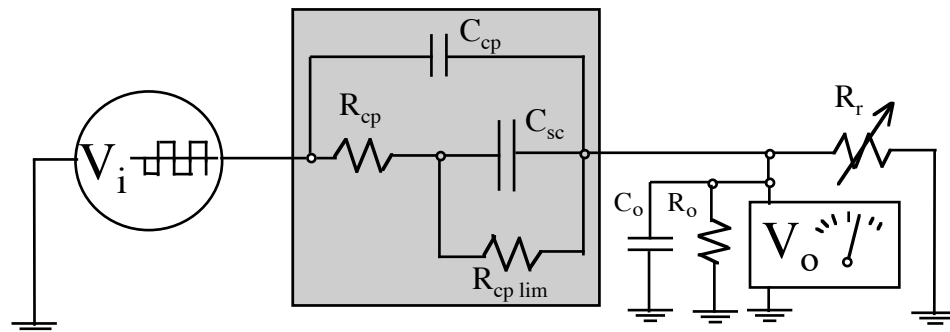 C_cp
R_cp
C_sc
R_r
V_i
C_o
R_o
V_o
R_cp lim